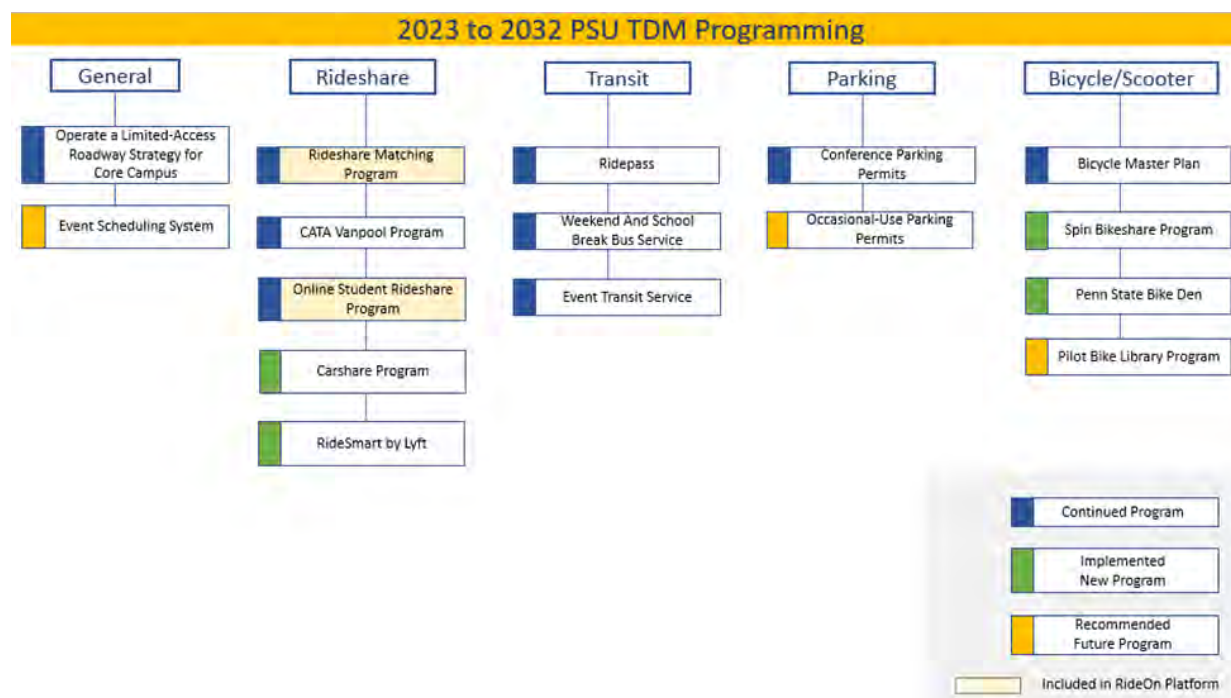 2023 to 2032 PSU TDM Programming
General
Rideshare
Transit
Parking
Bicycle/Scooter
Operate a Limited-Access
Roadway Strategy for
Core Campus
Event Scheduling System
Rideshare Matching
Program
CATA Vanpool Program
Online Student Rideshare
Program
Carshare Program
RideSmart by Lyft
Ridepass
Weekend And School
Break Bus Service
Event Transit Service
Conference Parking
Permits
Occasional-Use Parking
Permits
Bicycle Master Plan
Spin Bikeshare Program
Penn State Bike Den
Pilot Bike Library Program
Continued Program
Implemented
New Program
Recommended
Future Program
Included in RideOn Platform